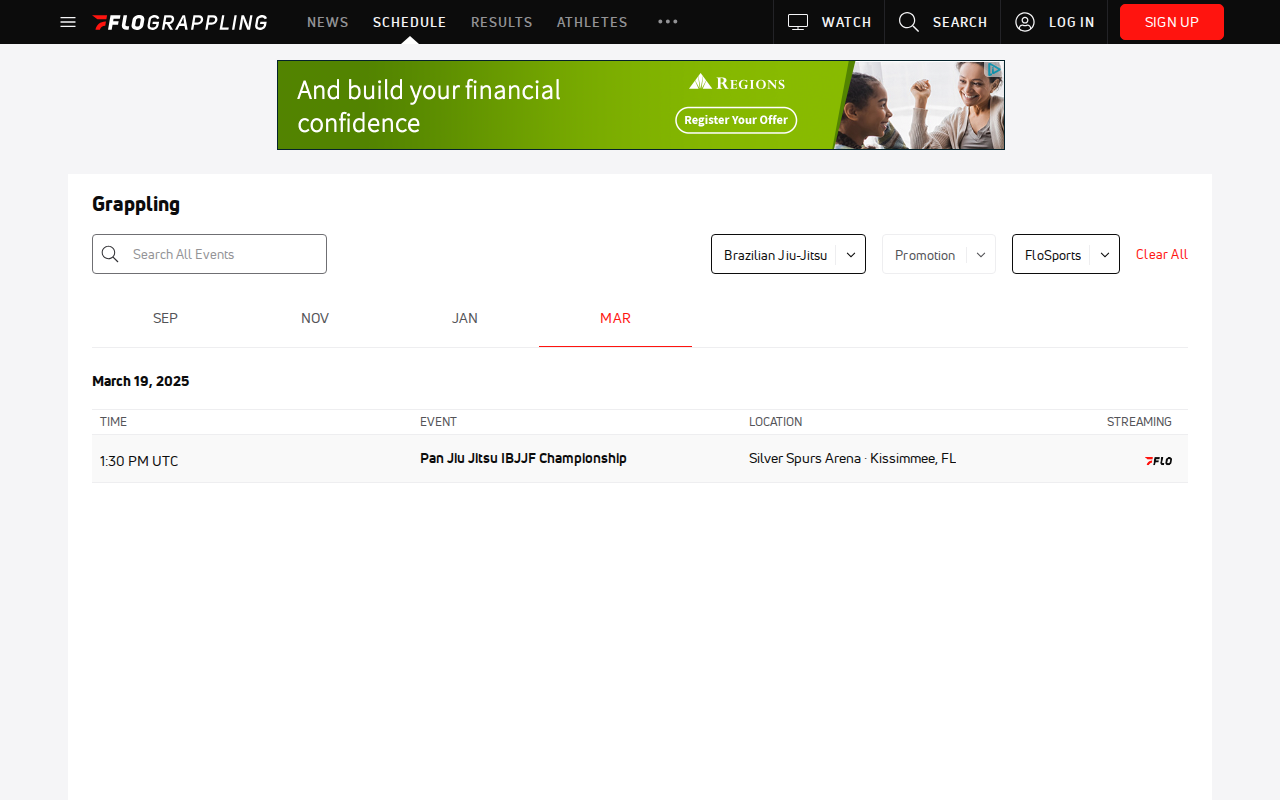 FLOGRAPPLING NEWS SCHEDULE RESULTS ATHLETES WATCH SEARCH LOG IN SIGN UP
And build your financial
confidence
REGIONS
Register Your Offer
Grappling
Search All Events Brazilian Jiu-Jitsu Promotion FloSports Clear All
SEP NOV JAN MAR
March 19, 2025
TIME EVENT LOCATION STREAMING
1:30 PM UTC Pan Jiu Jitsu IBJJF Championship Silver Spurs Arena · Kissimmee, FL FLO